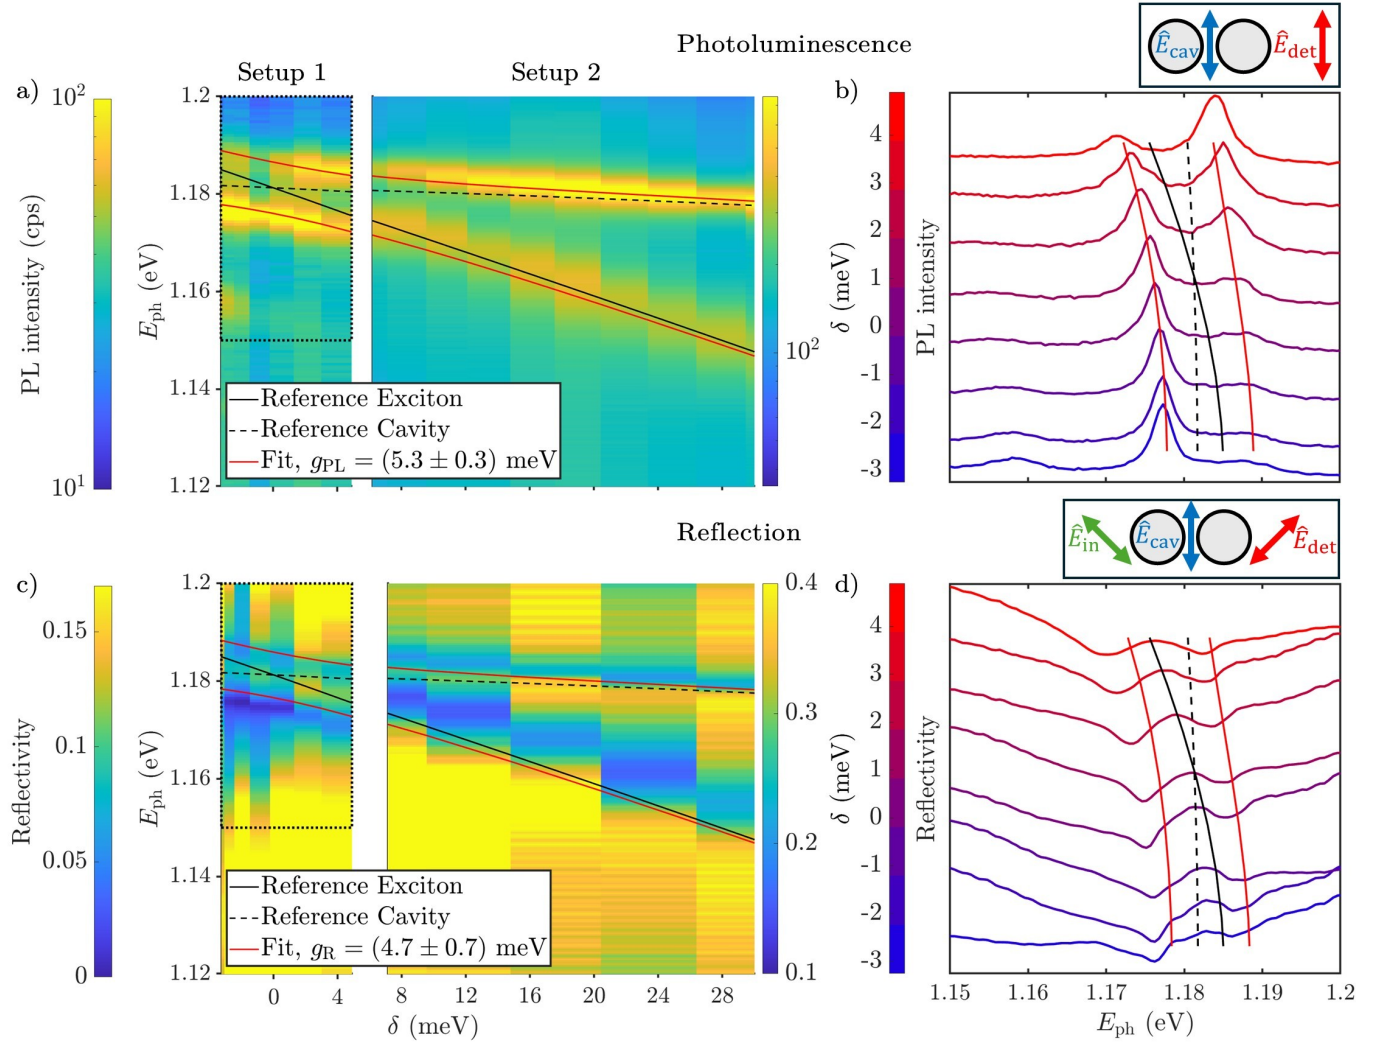 Photoluminescence
Ê_cav
Ê_det
a)
Setup 1
Setup 2
b)
10²
10¹
PL intensity (cps)
1.2
1.18
1.16
1.14
1.12
E_ph (eV)
Reference Exciton
Reference Cavity
Fit, g_PL = (5.3 ± 0.3) meV
10²
4
3
2
1
0
-1
-2
-3
δ (meV)
PL intensity
Reflection
Ê_in
Ê_cav
Ê_det
c)
d)
0.15
0.1
0.05
0
Reflectivity
1.2
1.18
1.16
1.14
1.12
E_ph (eV)
Reference Exciton
Reference Cavity
Fit, g_R = (4.7 ± 0.7) meV
0 4 8 12 16 20 24 28
δ (meV)
0.4
0.3
0.2
0.1
4
3
2
1
0
-1
-2
-3
δ (meV)
Reflectivity
1.15 1.16 1.17 1.18 1.19 1.2
E_ph (eV)